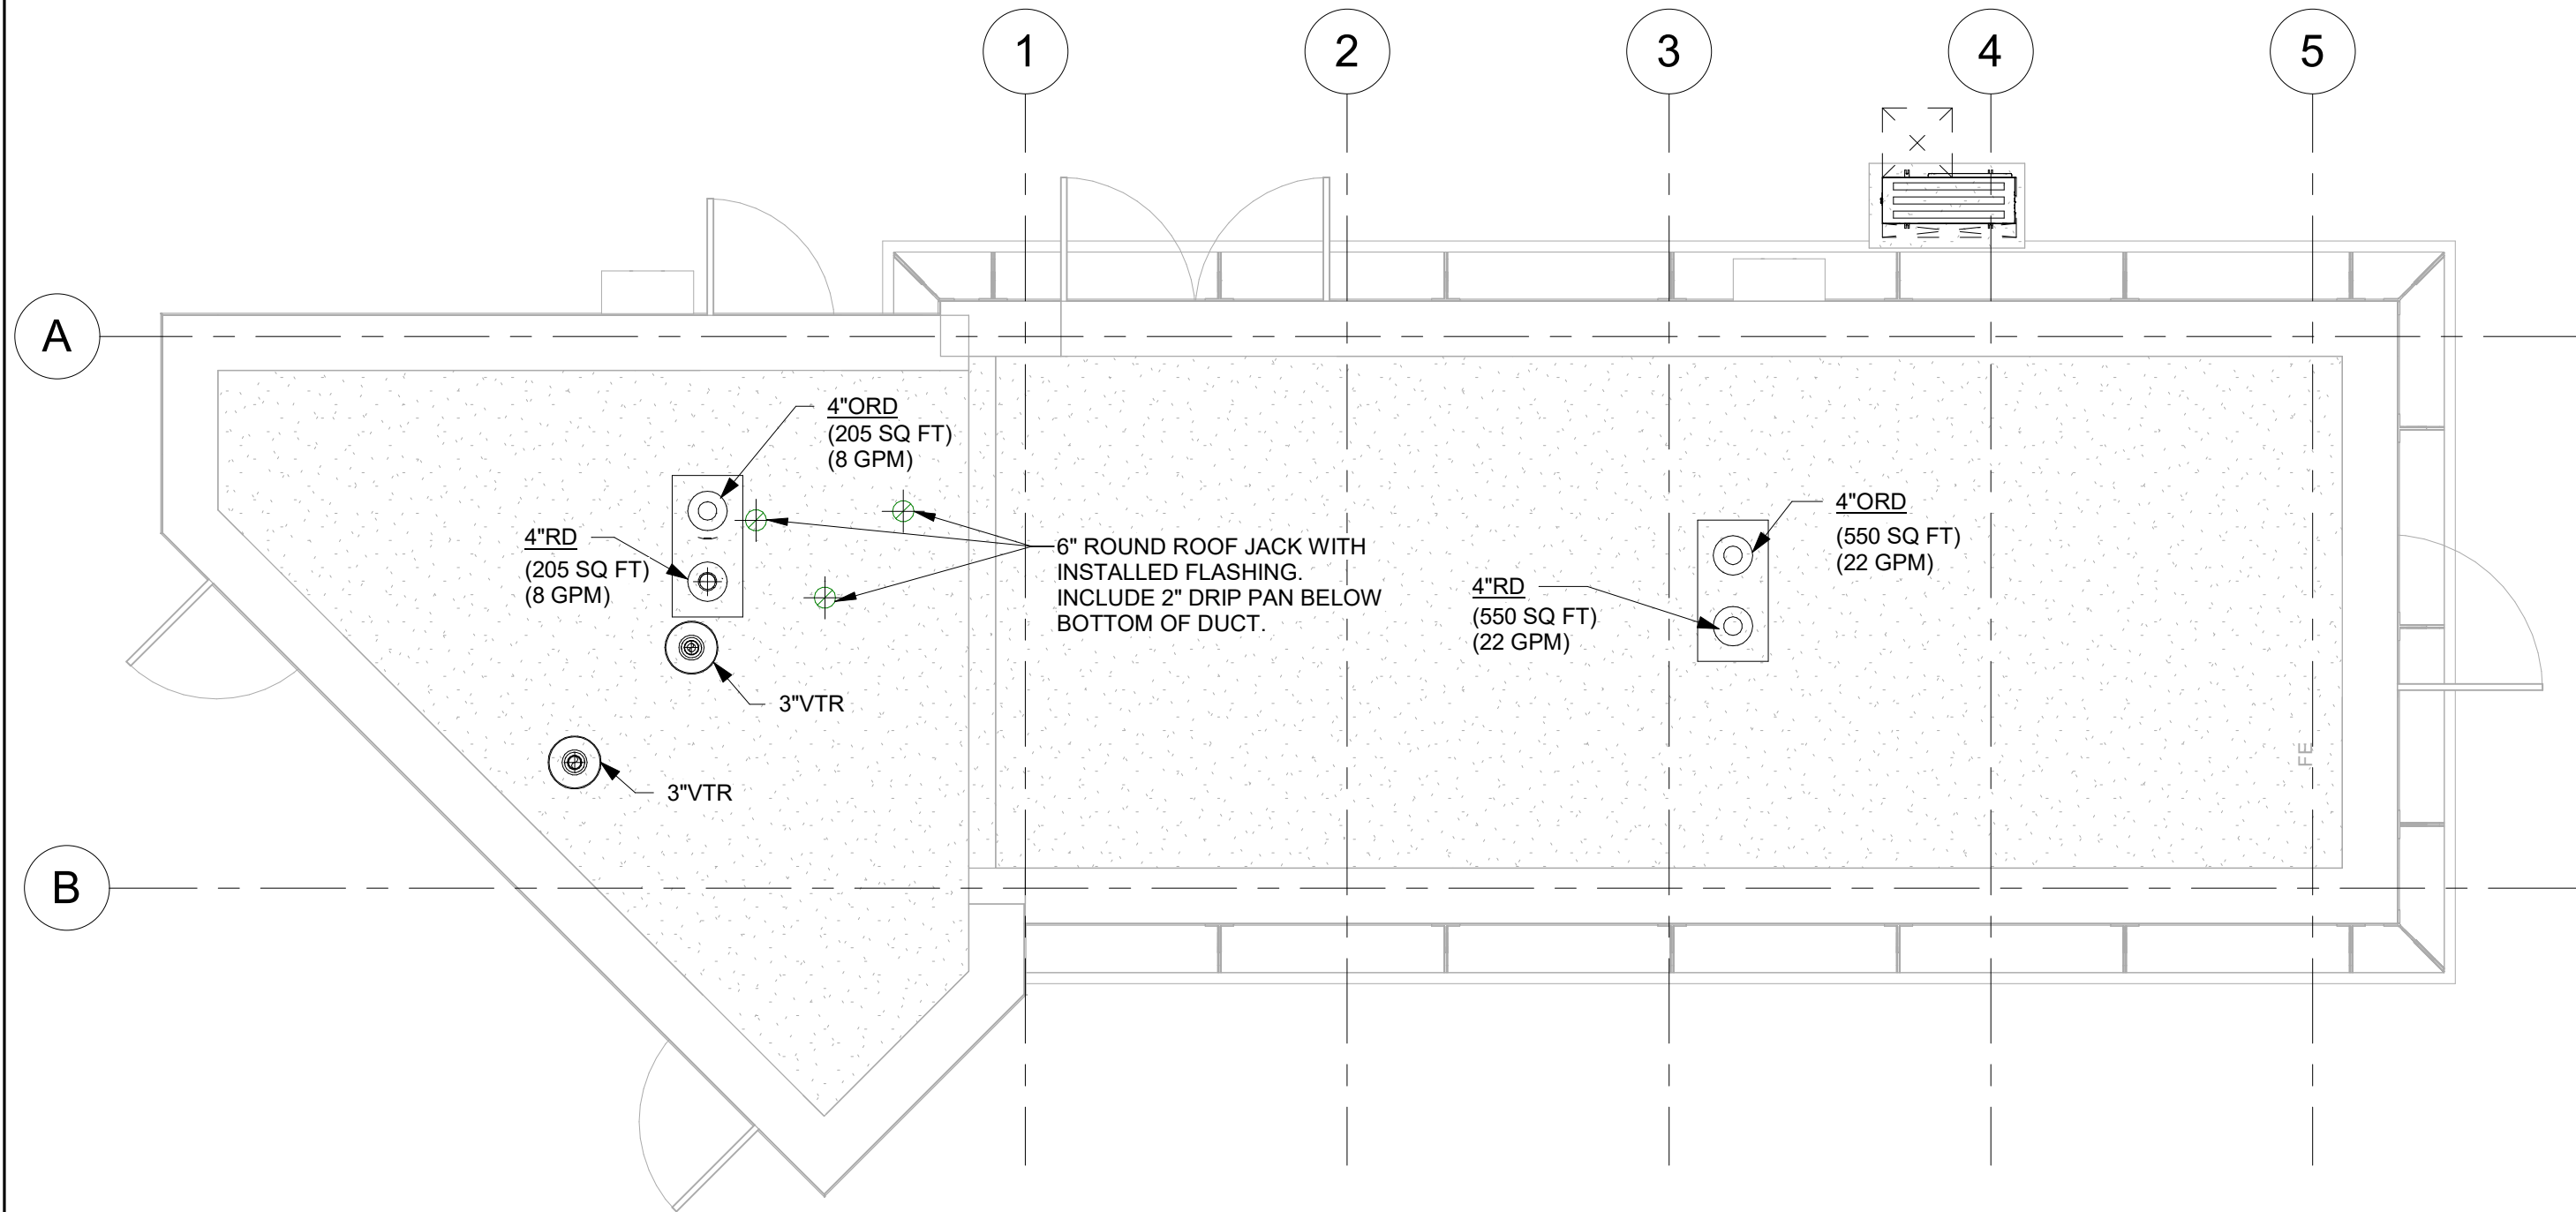 1
2
3
4
5
A
4"ORD
(205 SQ FT)
(8 GPM)
4"RD
(205 SQ FT)
(8 GPM)
6" ROUND ROOF JACK WITH
INSTALLED FLASHING.
INCLUDE 2" DRIP PAN BELOW
BOTTOM OF DUCT.
4"ORD
(550 SQ FT)
(22 GPM)
4"RD
(550 SQ FT)
(22 GPM)
3"VTR
3"VTR
FE
B